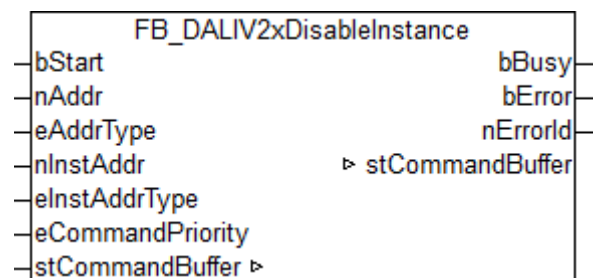 FB_DALIV2xDisableInstance
bStart bBusy
nAddr bError
eAddrType nErrorId
nInstAddr stCommandBuffer
eInstAddrType
eCommandPriority
stCommandBuffer